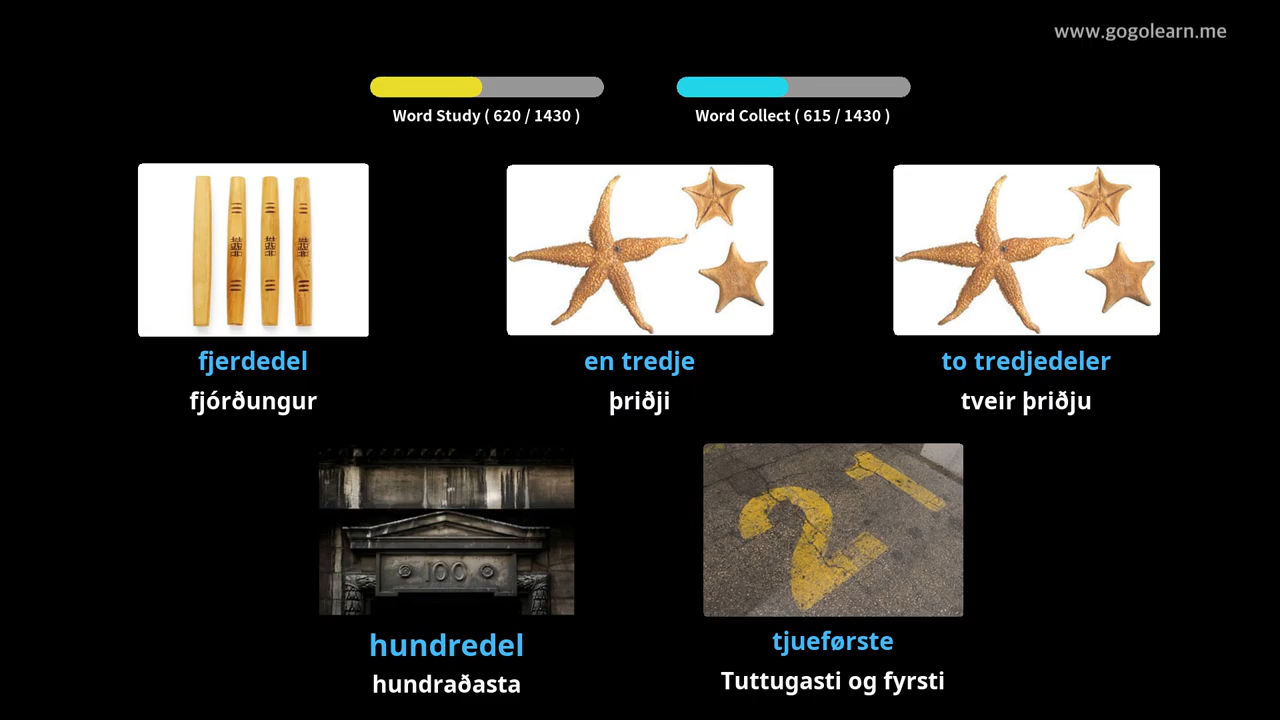 www.gogolearn.me
Word Study ( 620 / 1430 )
Word Collect ( 615 / 1430 )
fjerdedel
fjórðungur
en tredje
þriðji
to tredjedeler
tveir þriðju
100
21
hundredel
hundraðasta
tjueførste
Tuttugasti og fyrsti